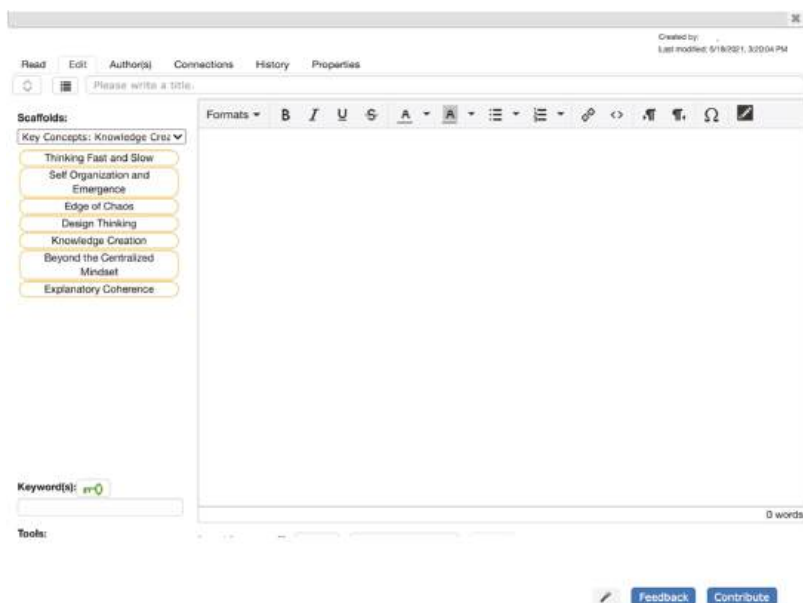 Created by:
Last modified: 6/18/2021, 3:20:04 PM
Read Edit Author(s) Connections History Properties
Please write a title.
Scaffolds:
Formats B I U S A A Ω
Key Concepts: Knowledge Crea
Thinking Fast and Slow
Self Organization and
Emergence
Edge of Chaos
Design Thinking
Knowledge Creation
Beyond the Centralized
Mindset
Explanatory Coherence
Keyword(s):
0 words
Tools:
Feedback Contribute